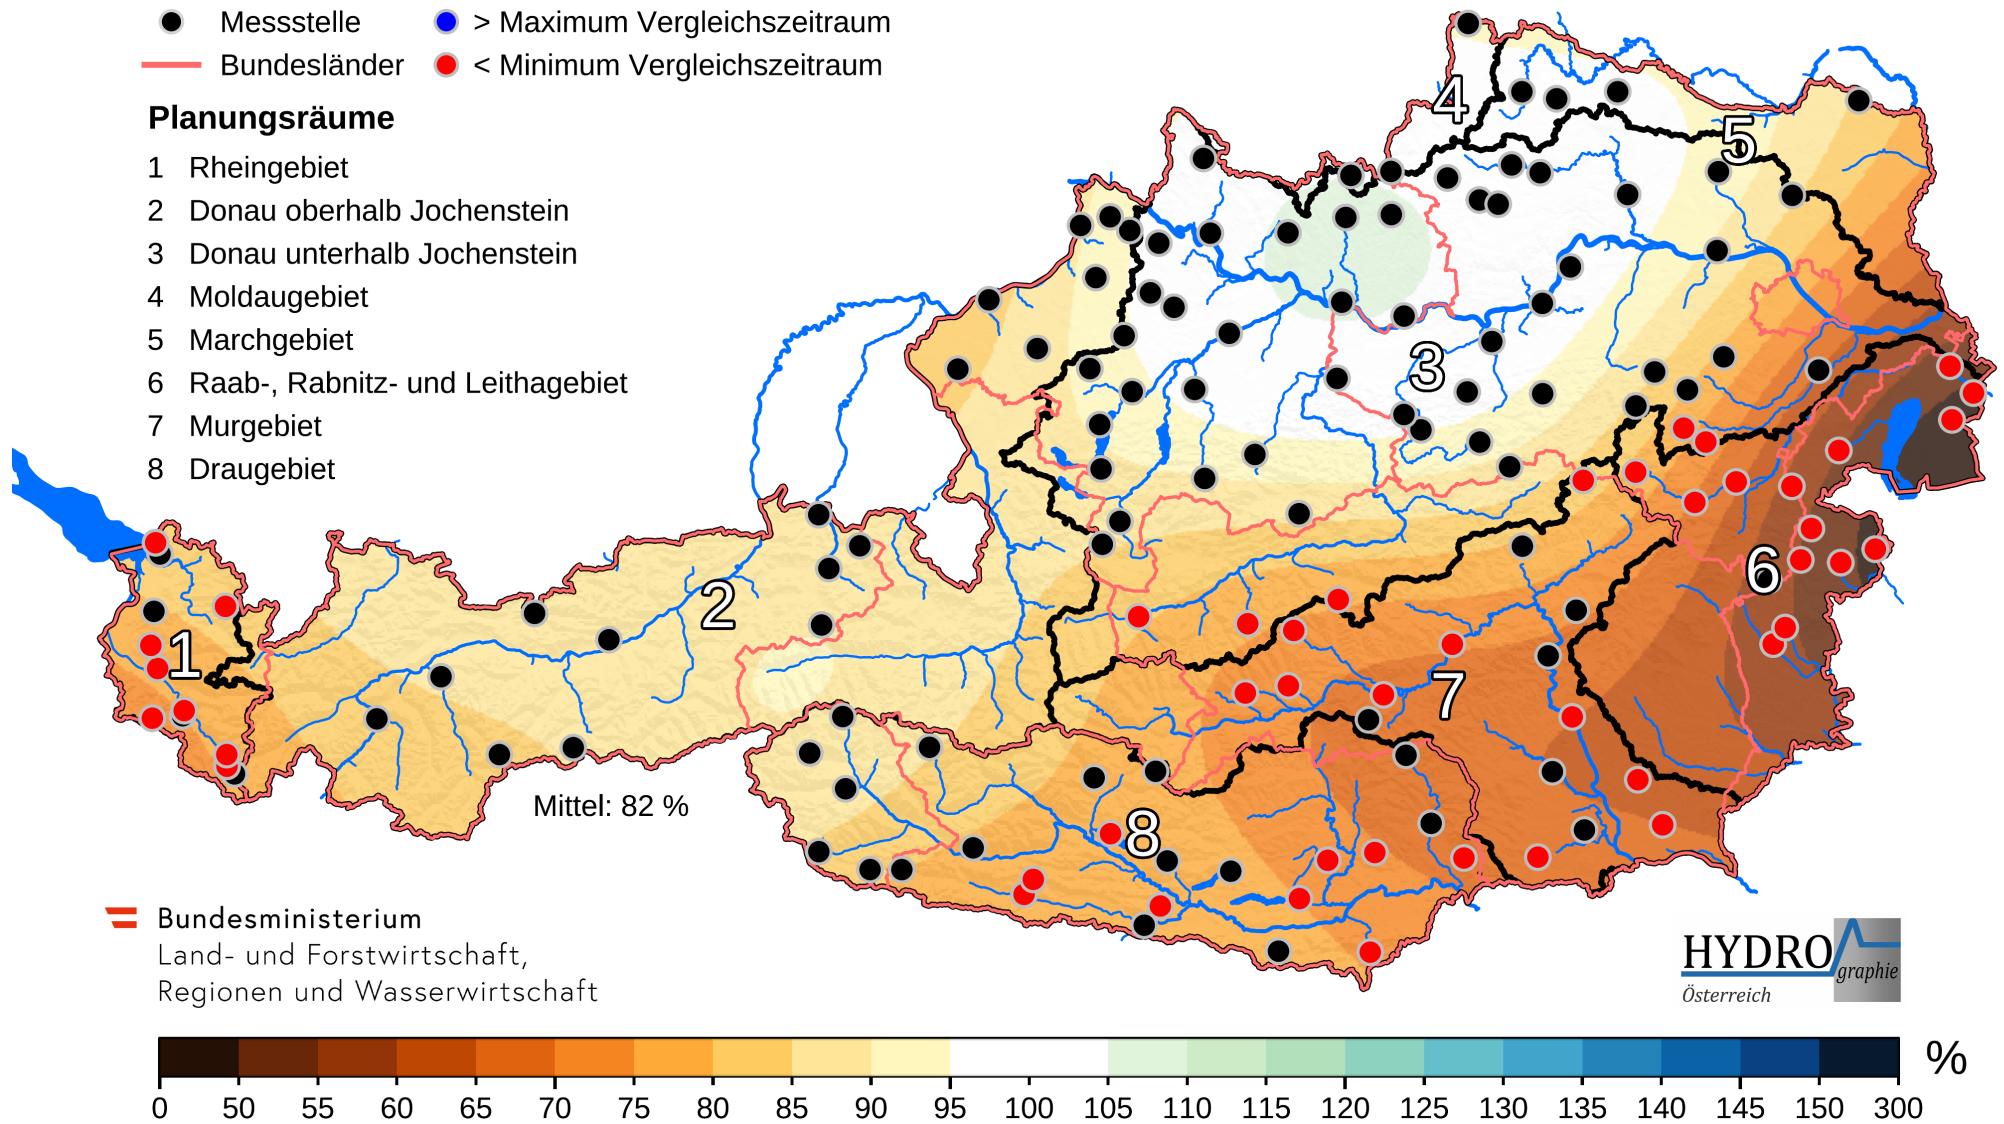 Messstelle
> Maximum Vergleichszeitraum
Bundesländer
< Minimum Vergleichszeitraum
Planungsräume
1 Rheingebiet
2 Donau oberhalb Jochenstein
3 Donau unterhalb Jochenstein
4 Moldaugebiet
5 Marchgebiet
6 Raab-, Rabnitz- und Leithagebiet
7 Murgebiet
8 Draugebiet
4
5
3
6
2
1
7
8
Mittel: 82 %
Bundesministerium
Land- und Forstwirtschaft,
Regionen und Wasserwirtschaft
HYDRO
graphie
Österreich
%
0 50 55 60 65 70 75 80 85 90 95 100 105 110 115 120 125 130 135 140 145 150 300